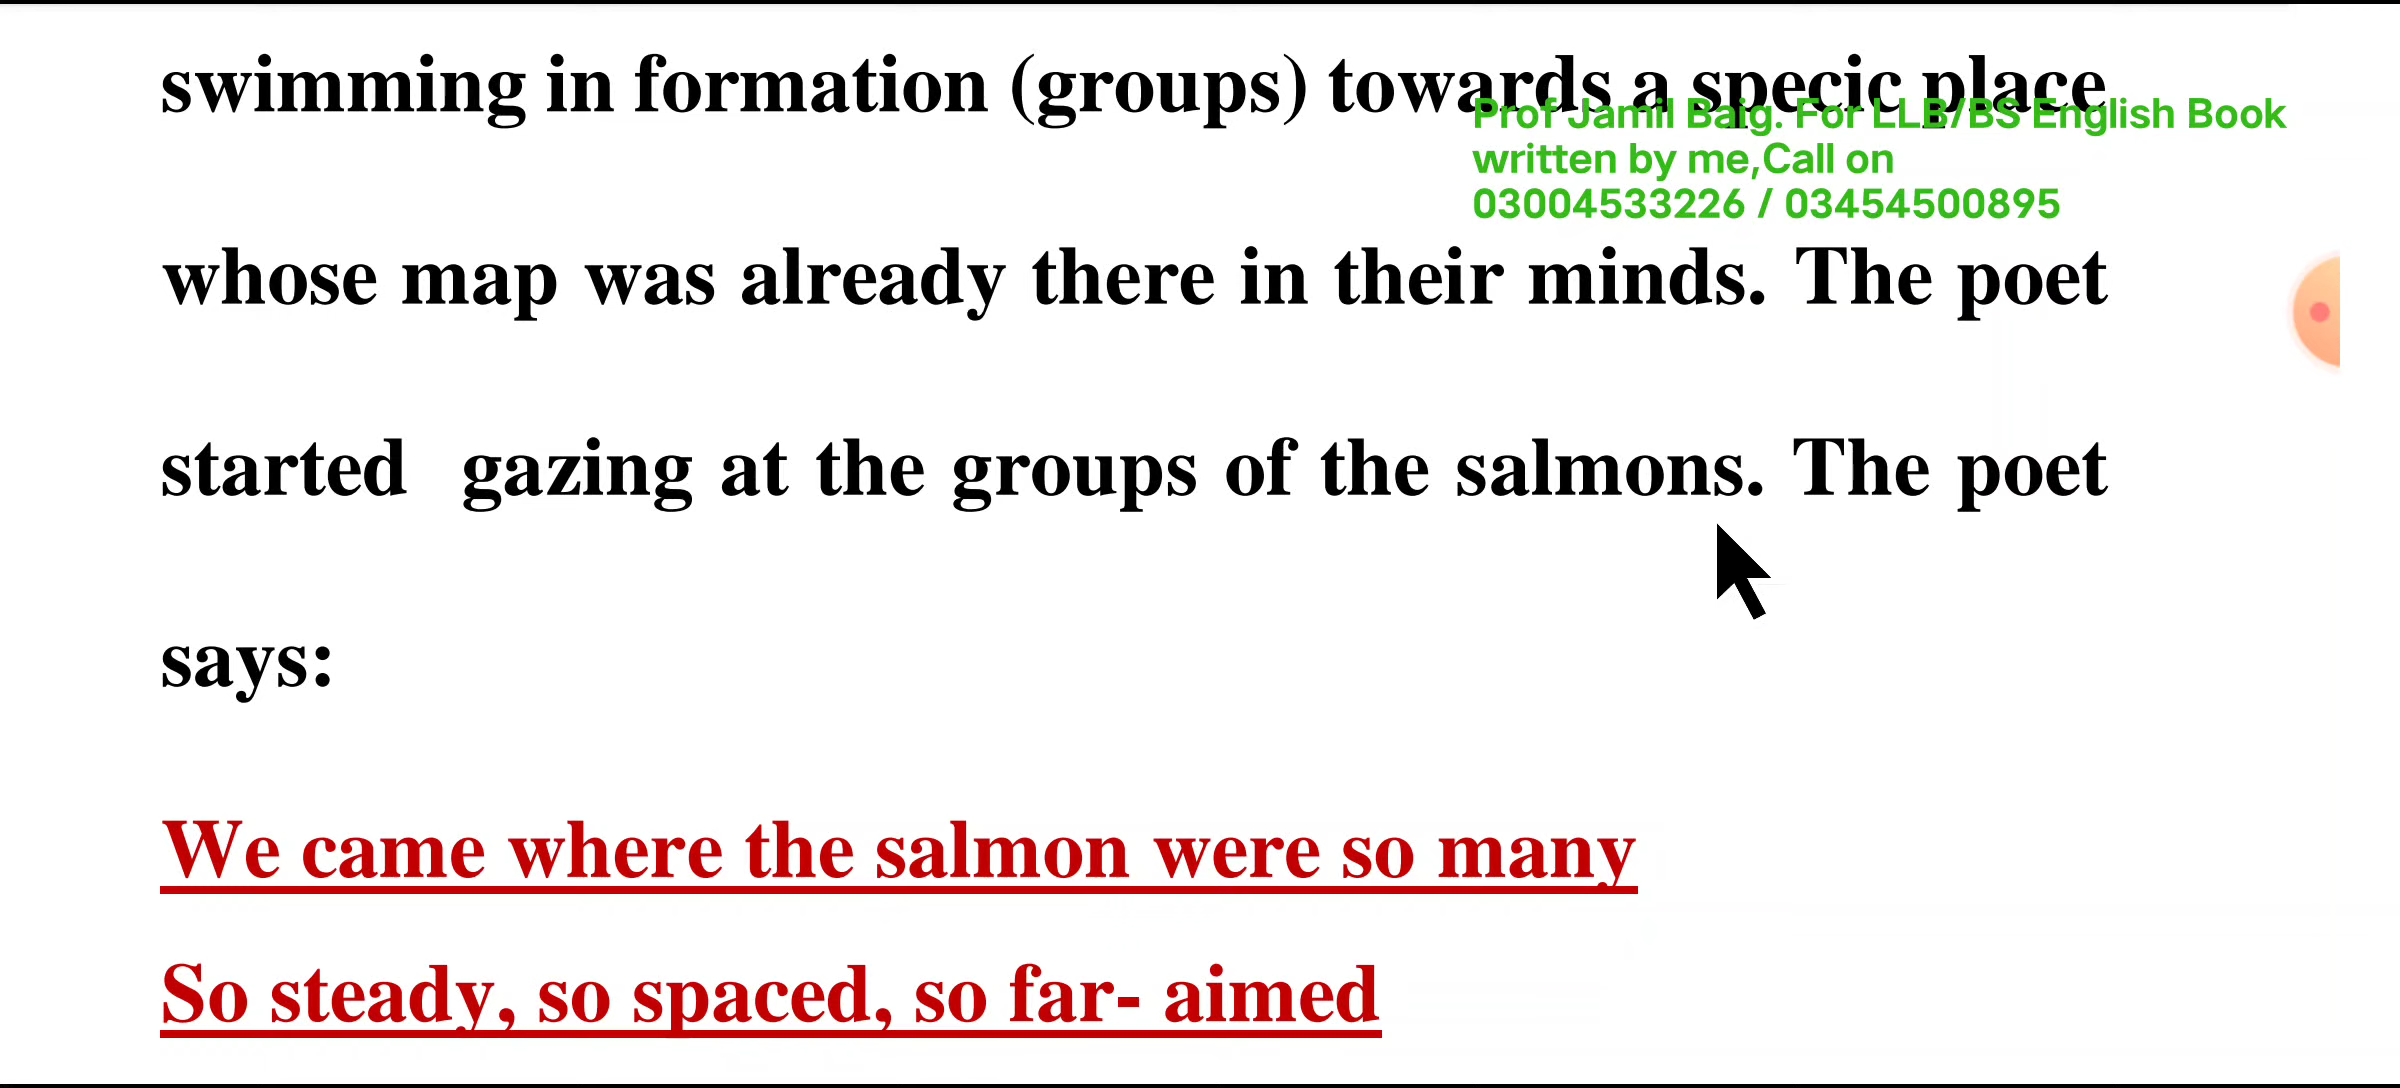 swimming in formation (groups) towards a specic place
Prof Jamil Baig. For LLB/BS English Book
written by me,Call on
03004533226 / 03454500895
whose map was already there in their minds. The poet
started gazing at the groups of the salmons. The poet
says:
We came where the salmon were so many
So steady, so spaced, so far- aimed